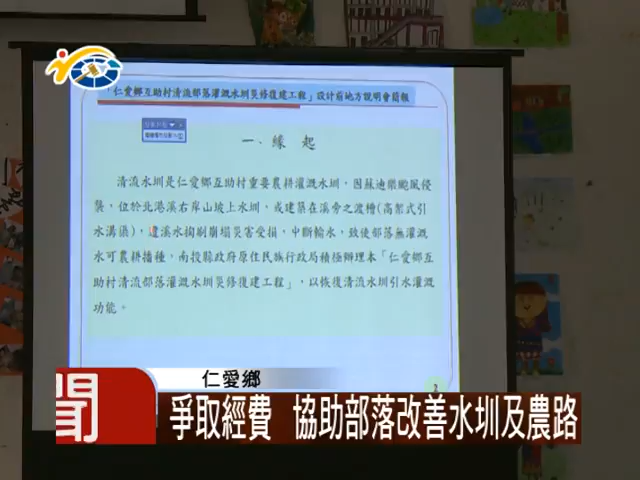 「仁愛鄉互助村清流部落灌溉水圳災修復建工程」設計前地方說明會簡報
一、緣 起
清流水圳是仁愛鄉互助村重要農耕灌溉水圳，因蘇迪樂颱風侵
襲，位於北港溪右岸山坡上水圳，或建築在溪旁之渡槽(高架式引
水溝渠)，遭溪水掏刷崩塌災害受損，中斷輸水，致後部落無灌溉
水可農耕播種，南投縣政府原住民族行政局積極辦理本「仁愛鄉互
助村清流部落灌溉水圳災修復建工程」，以恢復清流水圳引水灌溉
功能。
2
聞
仁愛鄉
爭取經費 協助部落改善水圳及農路